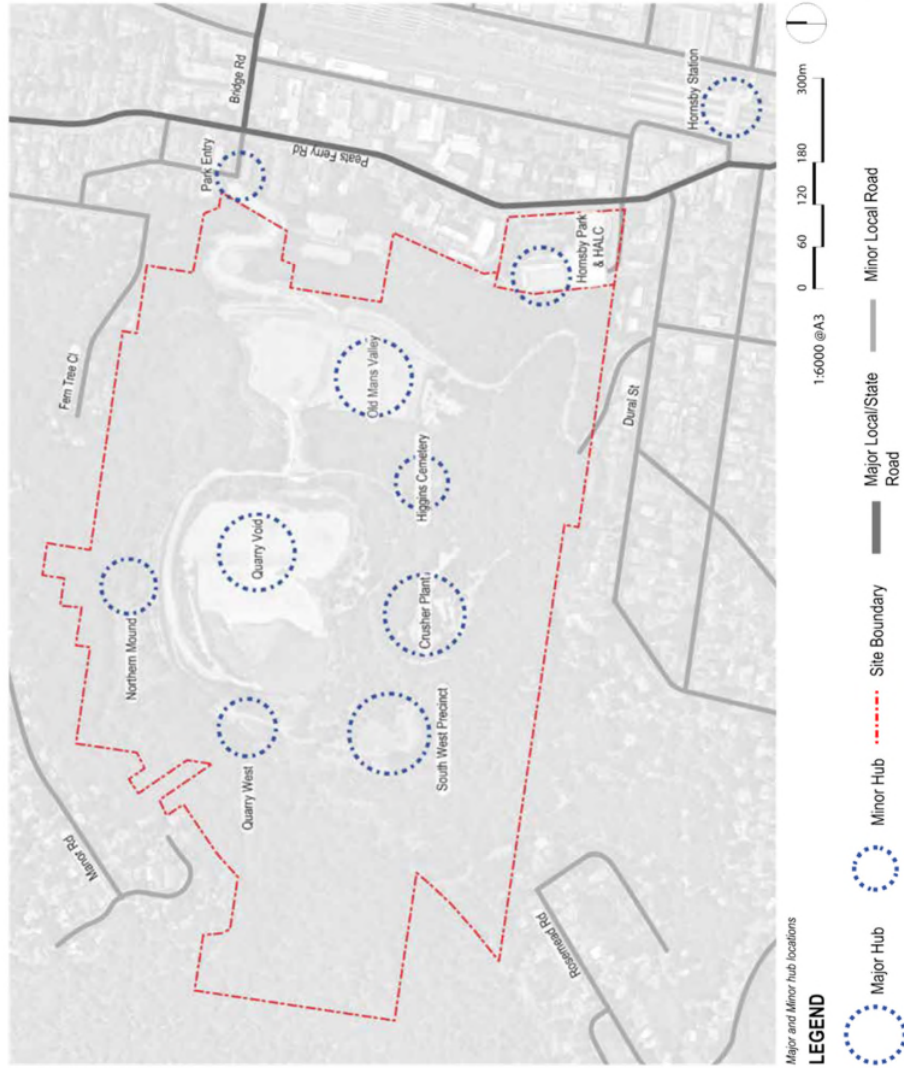 Manor Rd
Fern Tree Cl
Bridge Rd
Park Entry
Peats Ferry Rd
Northern Mound
Quarry West
Quarry Void
Old Mans Valley
Higgins Cemetery
Crusher Plant
South West Precinct
Hornsby Park
& HALC
Hornsby Station
Dural St
Rosemead Rd
Major and Minor hub locations
LEGEND
Major Hub
Minor Hub
Site Boundary
Major Local/State
Road
Minor Local Road
0 60 120 180 300m
1:6000 @A3